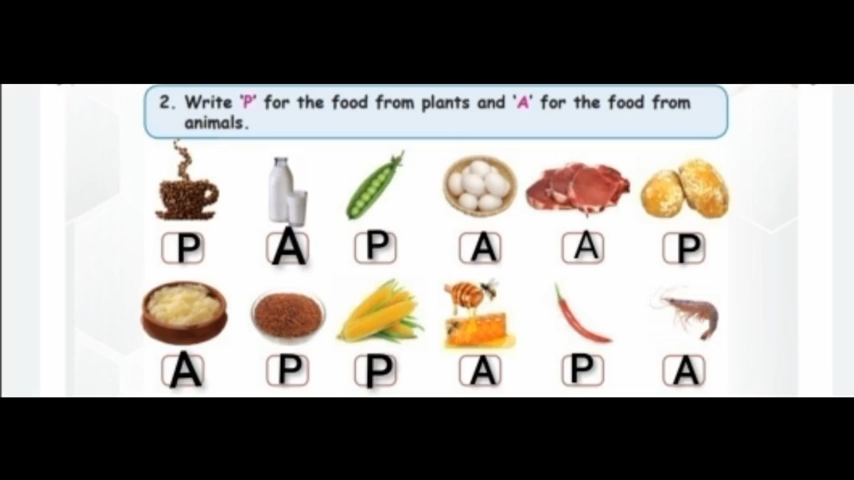 2. Write 'P' for the food from plants and 'A' for the food from
animals.
P A P A A P
A P P A P A